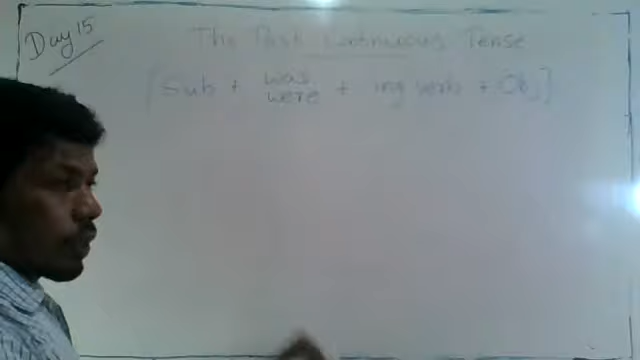 Day 15
The Past Continuous Tense
[Sub + was/were + ing verb + Obj]